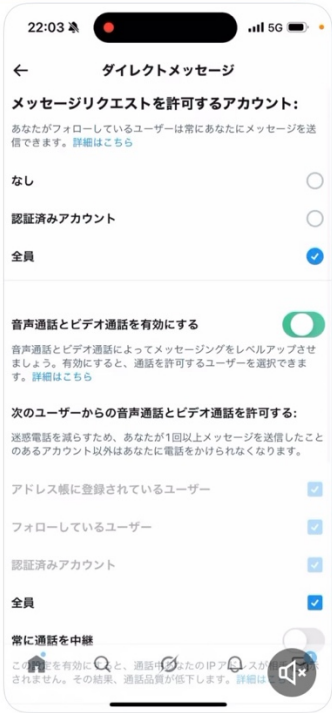 22:03
5G
ダイレクトメッセージ
メッセージリクエストを許可するアカウント:
あなたがフォローしているユーザーは常にあなたにメッセージを送
信できます。詳細はこちら
なし
認証済みアカウント
全員
音声通話とビデオ通話を有効にする
音声通話とビデオ通話によってメッセージングをレベルアップさせ
ましょう。有効にすると、通話を許可するユーザーを選択できま
す。詳細はこちら
次のユーザーからの音声通話とビデオ通話を許可する:
迷惑電話を減らすため、あなたが1回以上メッセージを送信したこと
のあるアカウント以外はあなたに電話をかけられなくなります。
アドレス帳に登録されているユーザー
フォローしているユーザー
認証済みアカウント
全員
常に通話を中継
この設定を有効にすると、通話中あなたのIPアドレスが
されません。その結果、通話品質が低下します。詳細は